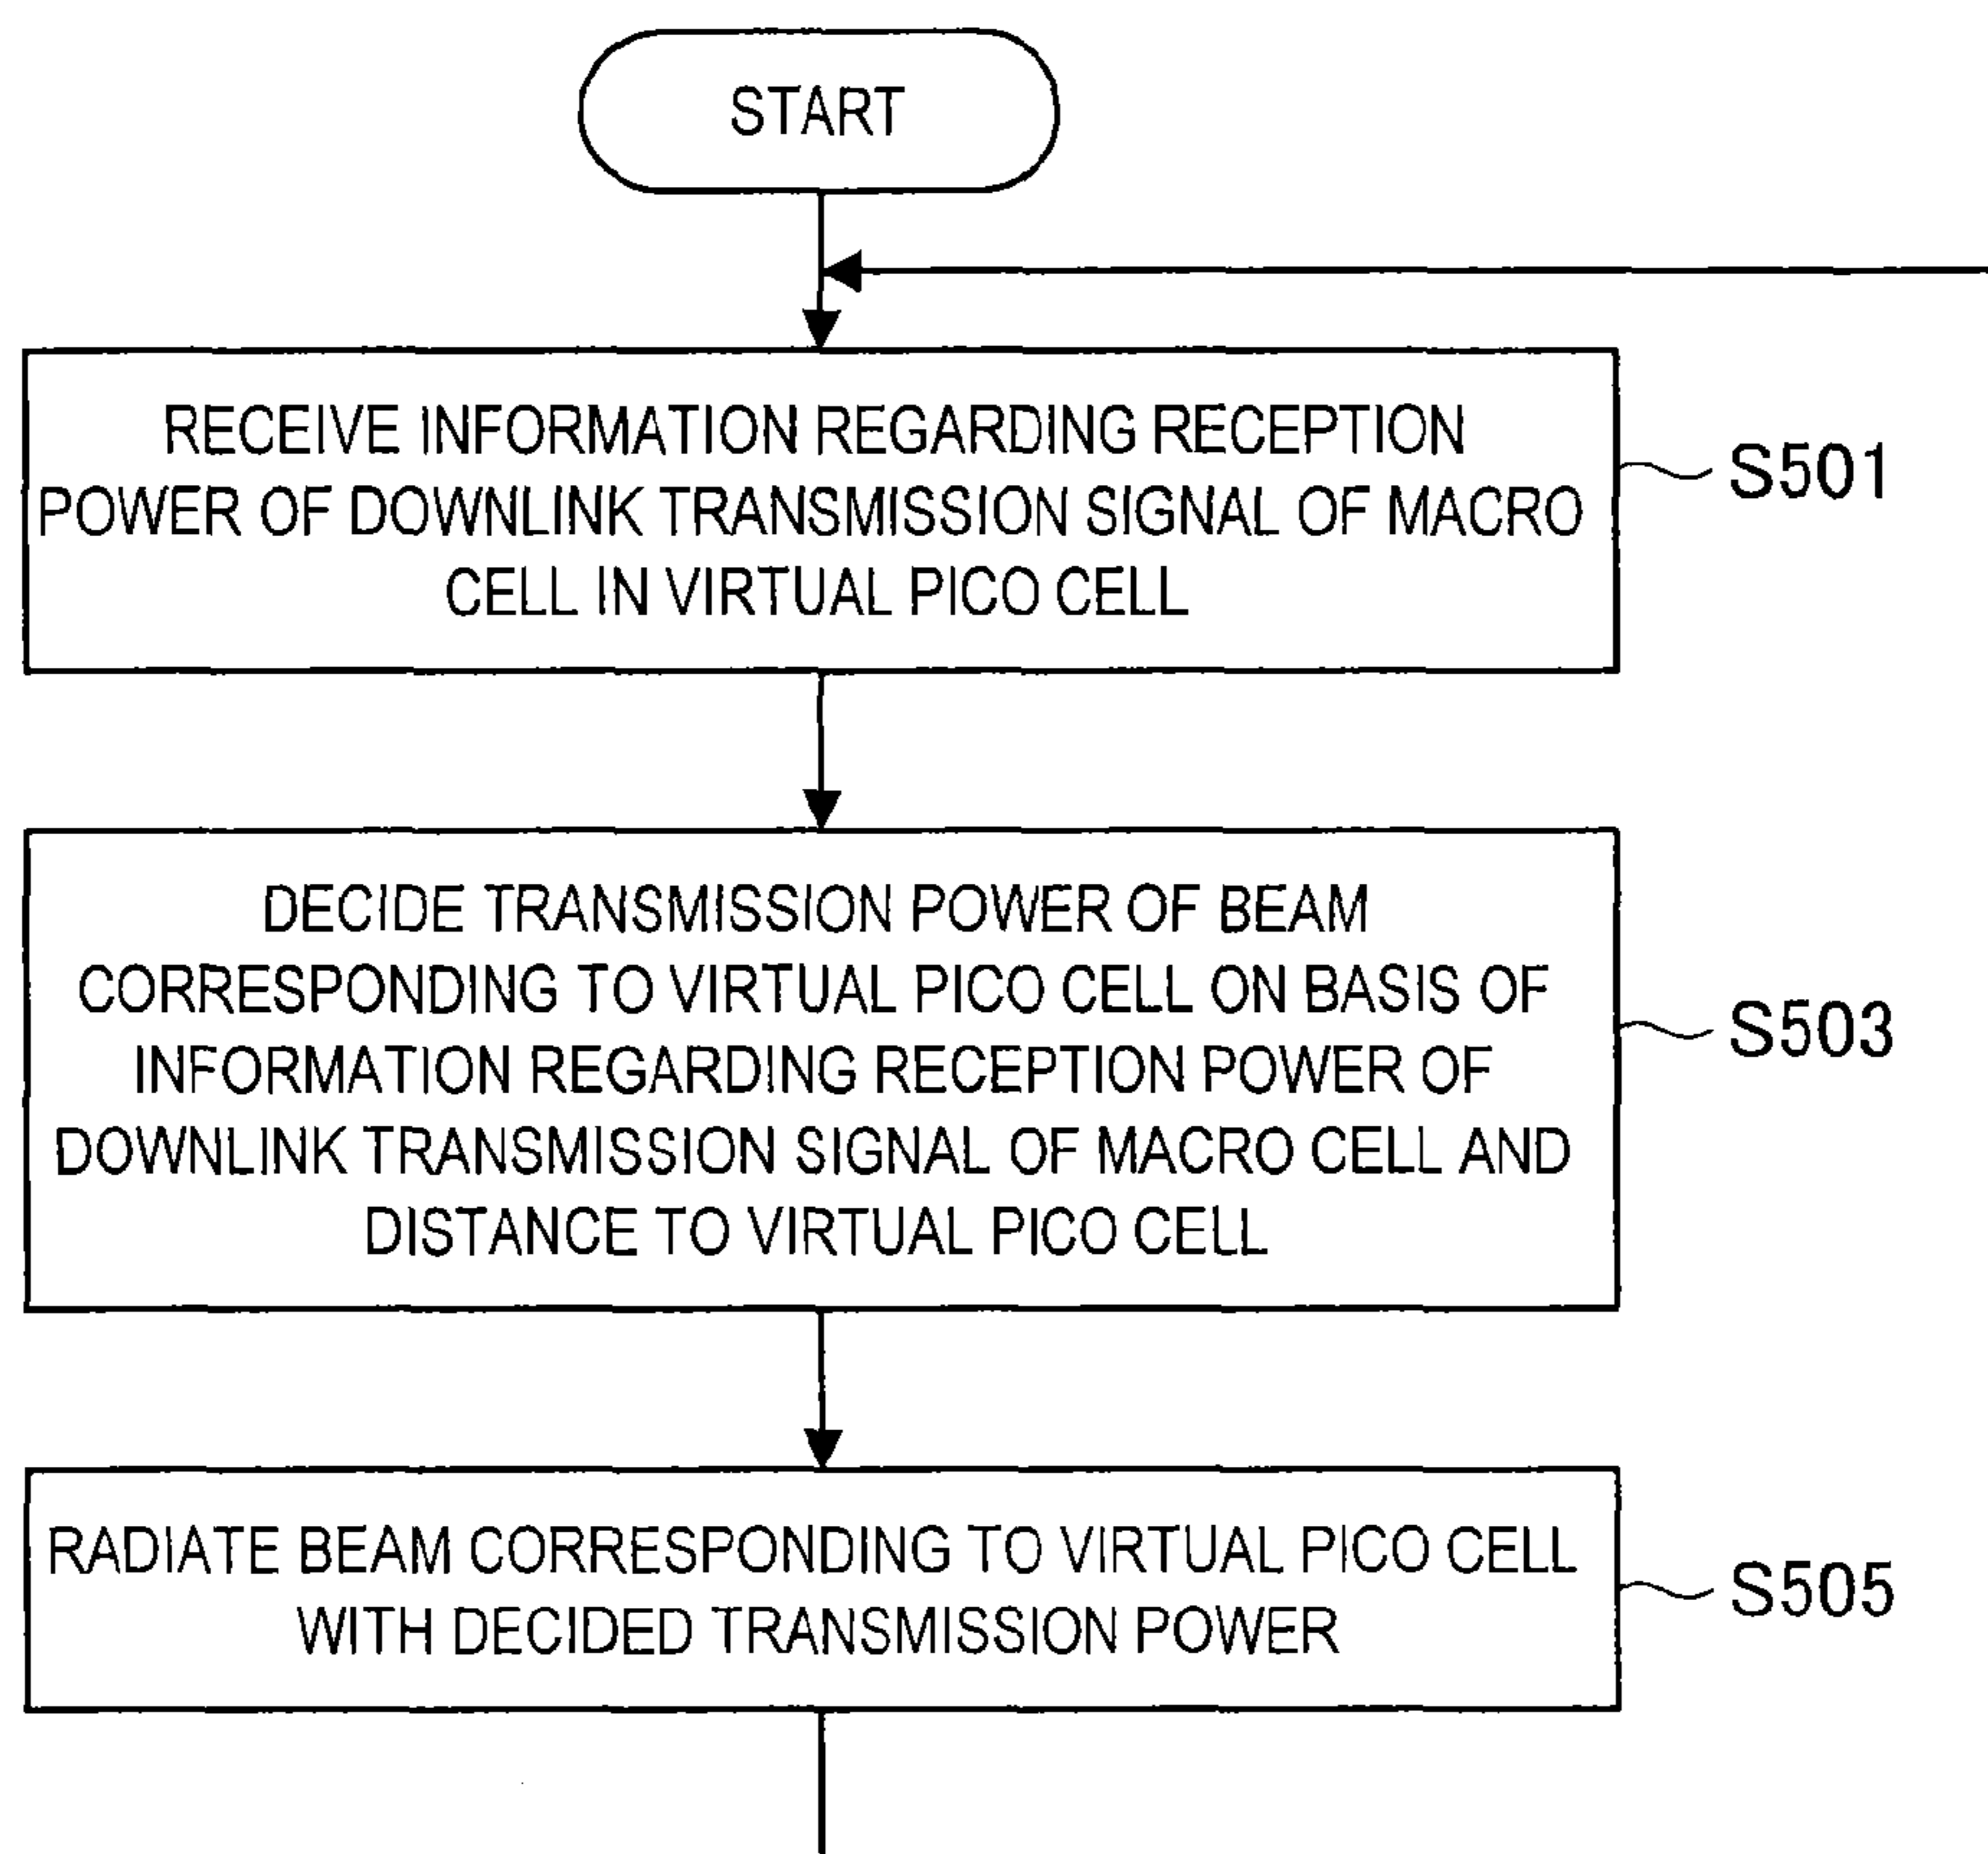 START
RECEIVE INFORMATION REGARDING RECEPTION
POWER OF DOWNLINK TRANSMISSION SIGNAL OF MACRO
CELL IN VIRTUAL PICO CELL
S501
DECIDE TRANSMISSION POWER OF BEAM
CORRESPONDING TO VIRTUAL PICO CELL ON BASIS OF
INFORMATION REGARDING RECEPTION POWER OF
DOWNLINK TRANSMISSION SIGNAL OF MACRO CELL AND
DISTANCE TO VIRTUAL PICO CELL
S503
RADIATE BEAM CORRESPONDING TO VIRTUAL PICO CELL
WITH DECIDED TRANSMISSION POWER
S505